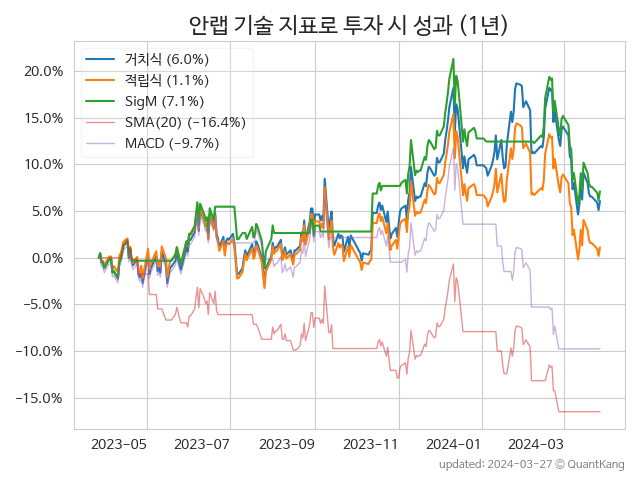 안랩 기술 지표로 투자 시 성과 (1년)
거치식 (6.0%)
적립식 (1.1%)
SigM (7.1%)
SMA(20) (−16.4%)
MACD (−9.7%)
20.0%
15.0%
10.0%
5.0%
0.0%
−5.0%
−10.0%
−15.0%
2023-05 2023-07 2023-09 2023-11 2024-01 2024-03
updated: 2024-03-27 © QuantKang